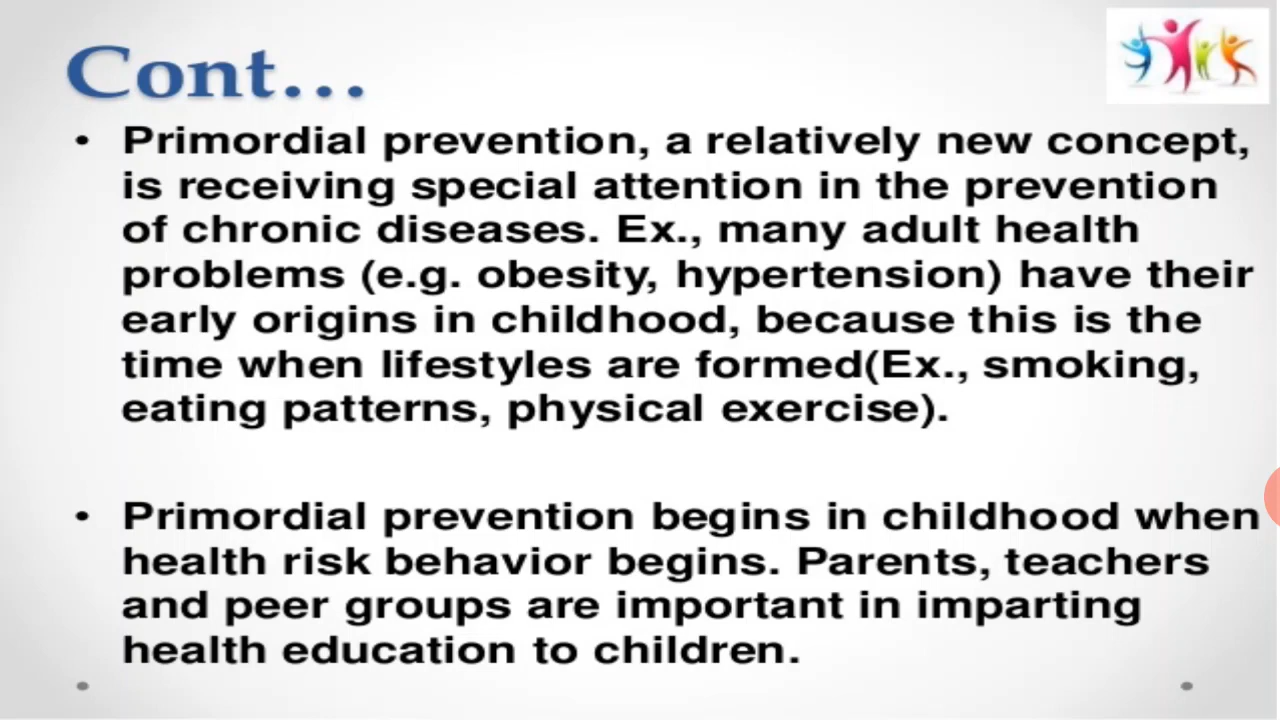 Cont...
• Primordial prevention, a relatively new concept,
is receiving special attention in the prevention
of chronic diseases. Ex., many adult health
problems (e.g. obesity, hypertension) have their
early origins in childhood, because this is the
time when lifestyles are formed(Ex., smoking,
eating patterns, physical exercise).
• Primordial prevention begins in childhood when
health risk behavior begins. Parents, teachers
and peer groups are important in imparting
health education to children.